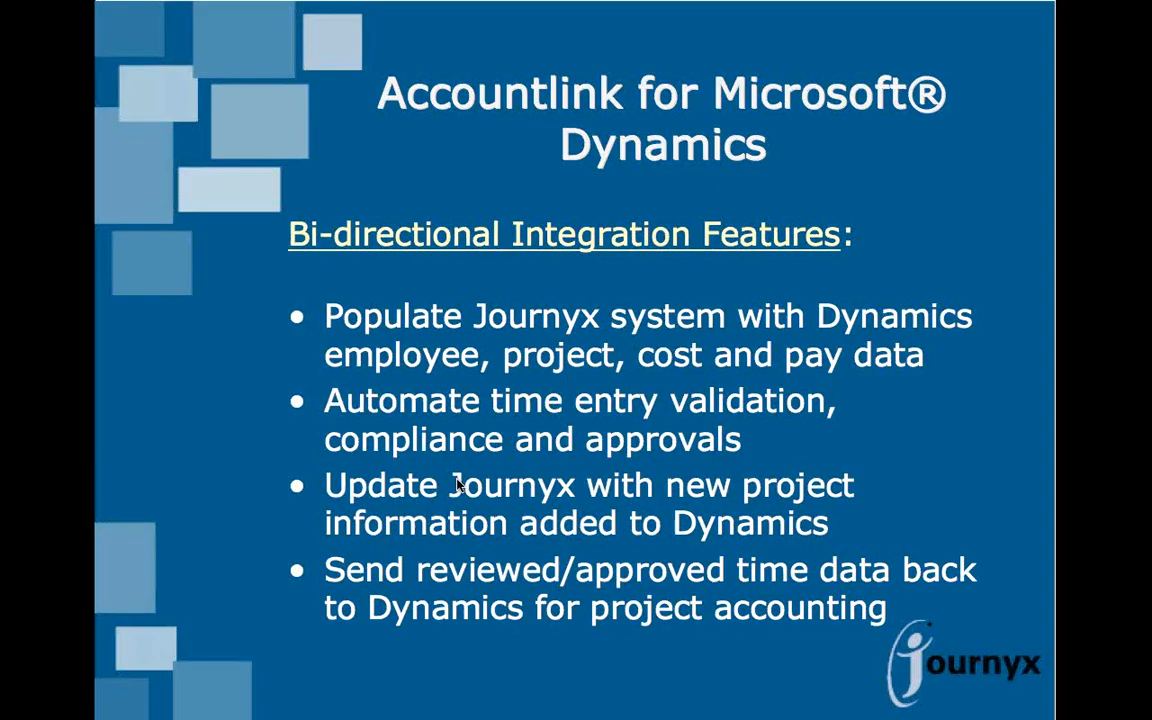 Accountlink for Microsoft®
Dynamics
Bi-directional Integration Features:
• Populate Journyx system with Dynamics
employee, project, cost and pay data
• Automate time entry validation,
compliance and approvals
• Update Journyx with new project
information added to Dynamics
• Send reviewed/approved time data back
to Dynamics for project accounting
Journyx